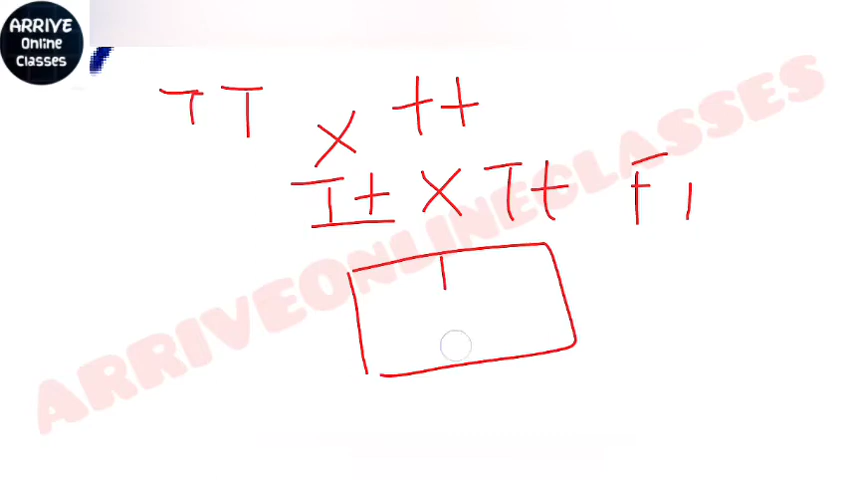 ARRIVE
Online
Classes
TT × tt
Tt × Tt F1
ARRIVEONLINECLASSES